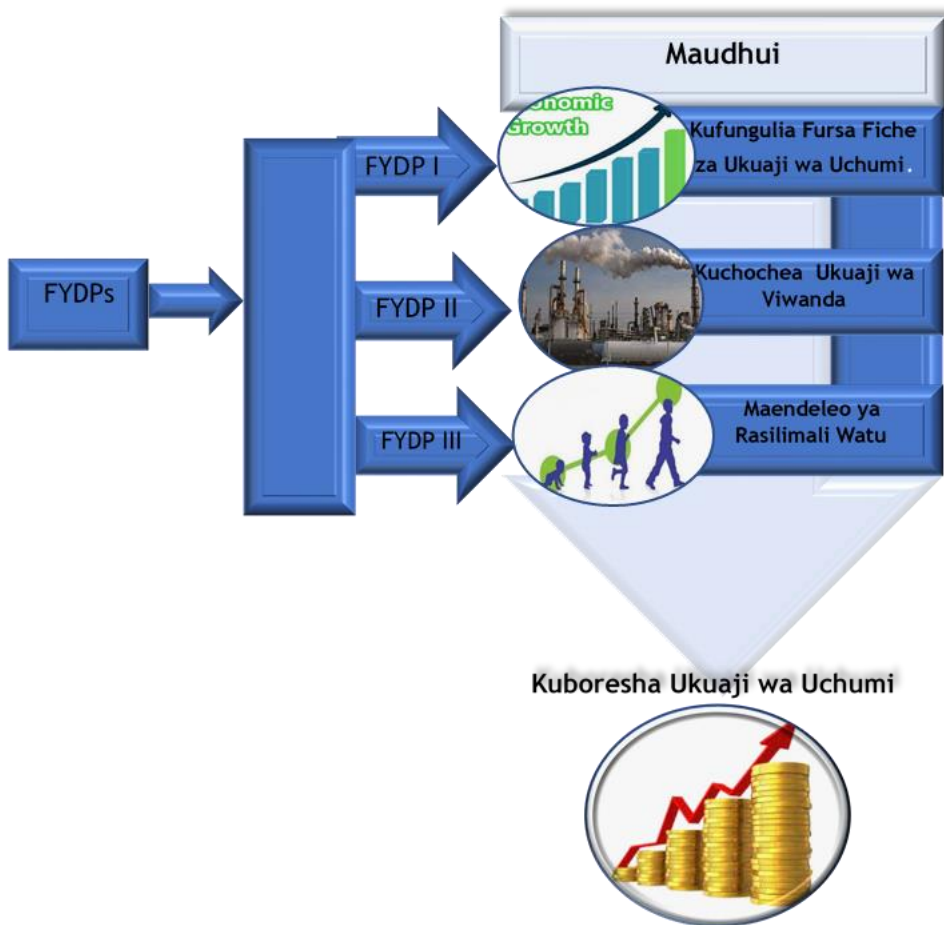 Maudhui
FYDPs
FYDP I
Growth
Kufungulia Fursa Fiche
za Ukuaji wa Uchumi.
FYDP II
Kuchochea Ukuaji wa
Viwanda
FYDP III
Maendeleo ya
Rasilimali Watu
Kuboresha Ukuaji wa Uchumi